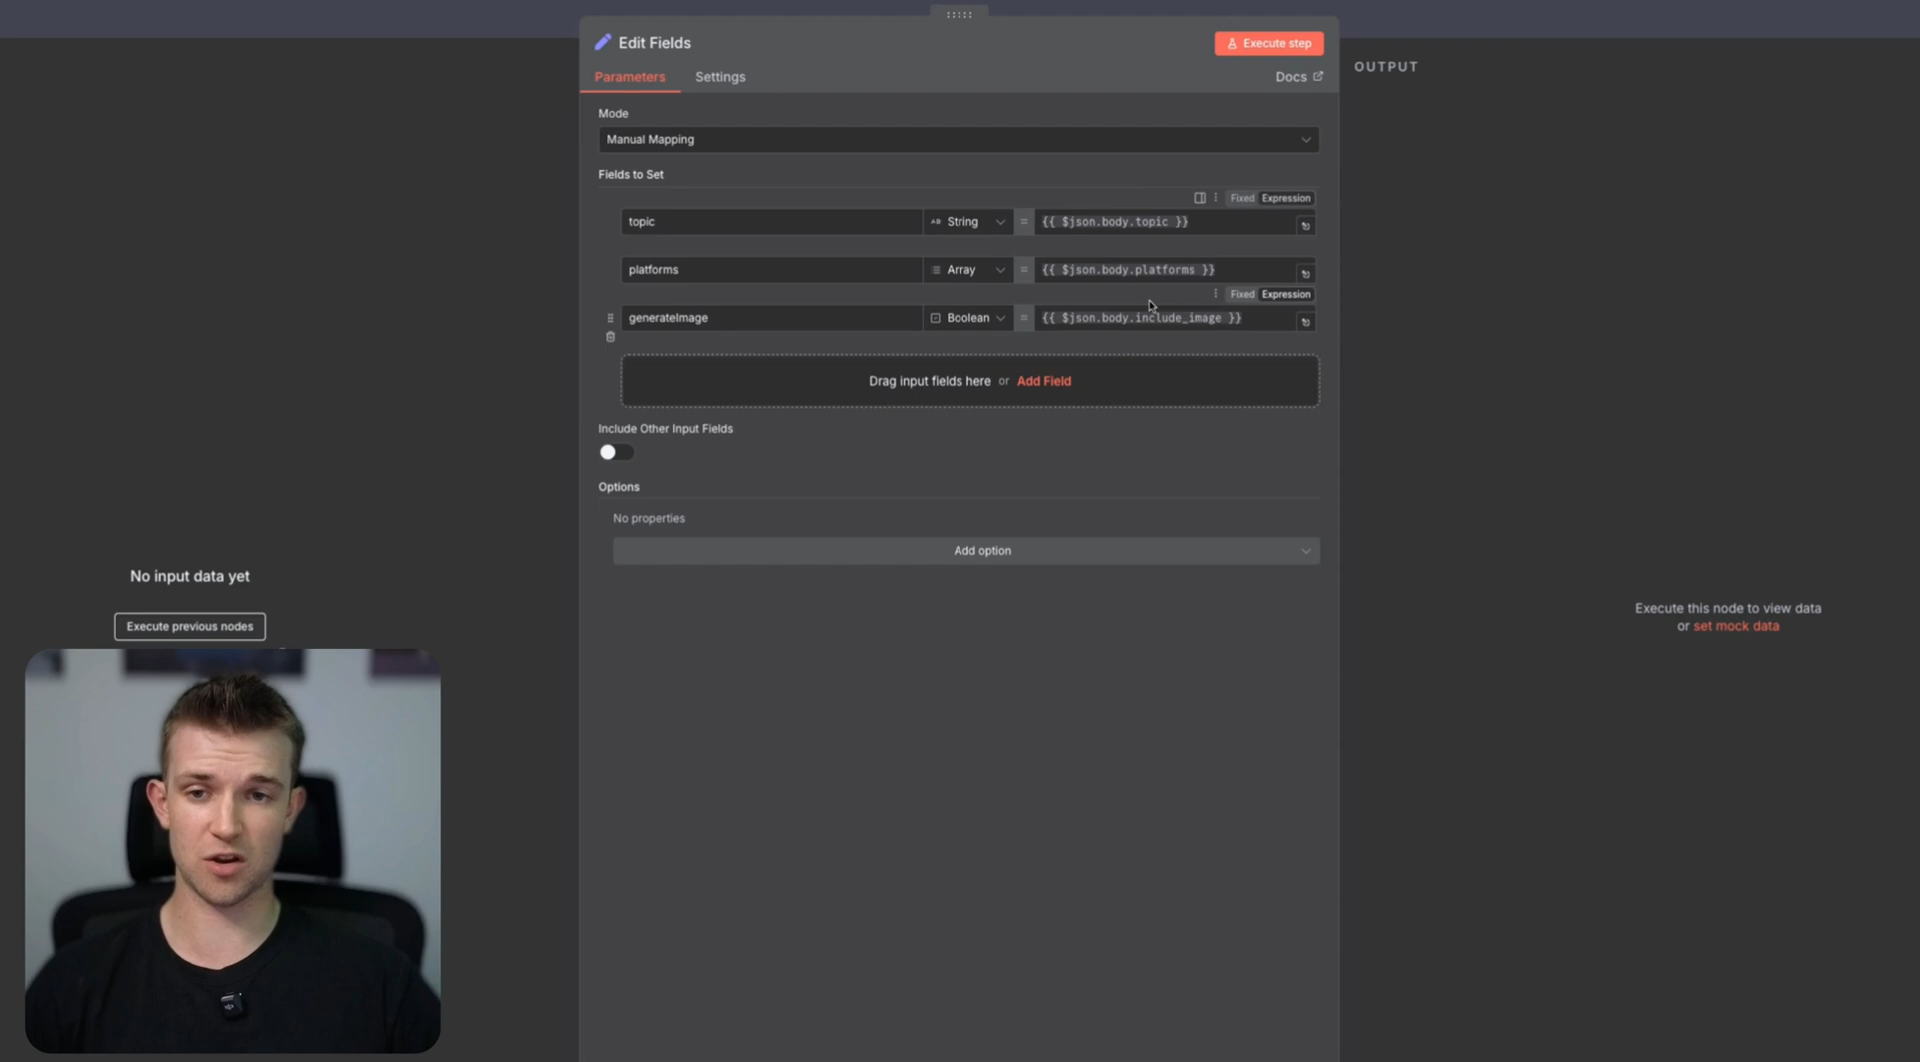 Edit Fields
Execute step
OUTPUT
Parameters
Settings
Docs
Mode
Manual Mapping
Fields to Set
Fixed Expression
topic
String
=
{{ $json.body.topic }}
platforms
Array
=
{{ $json.body.platforms }}
Fixed Expression
generateImage
Boolean
=
{{ $json.body.include_image }}
Drag input fields here or Add Field
Include Other Input Fields
Options
No properties
Add option
No input data yet
Execute previous nodes
Execute this node to view data
or set mock data